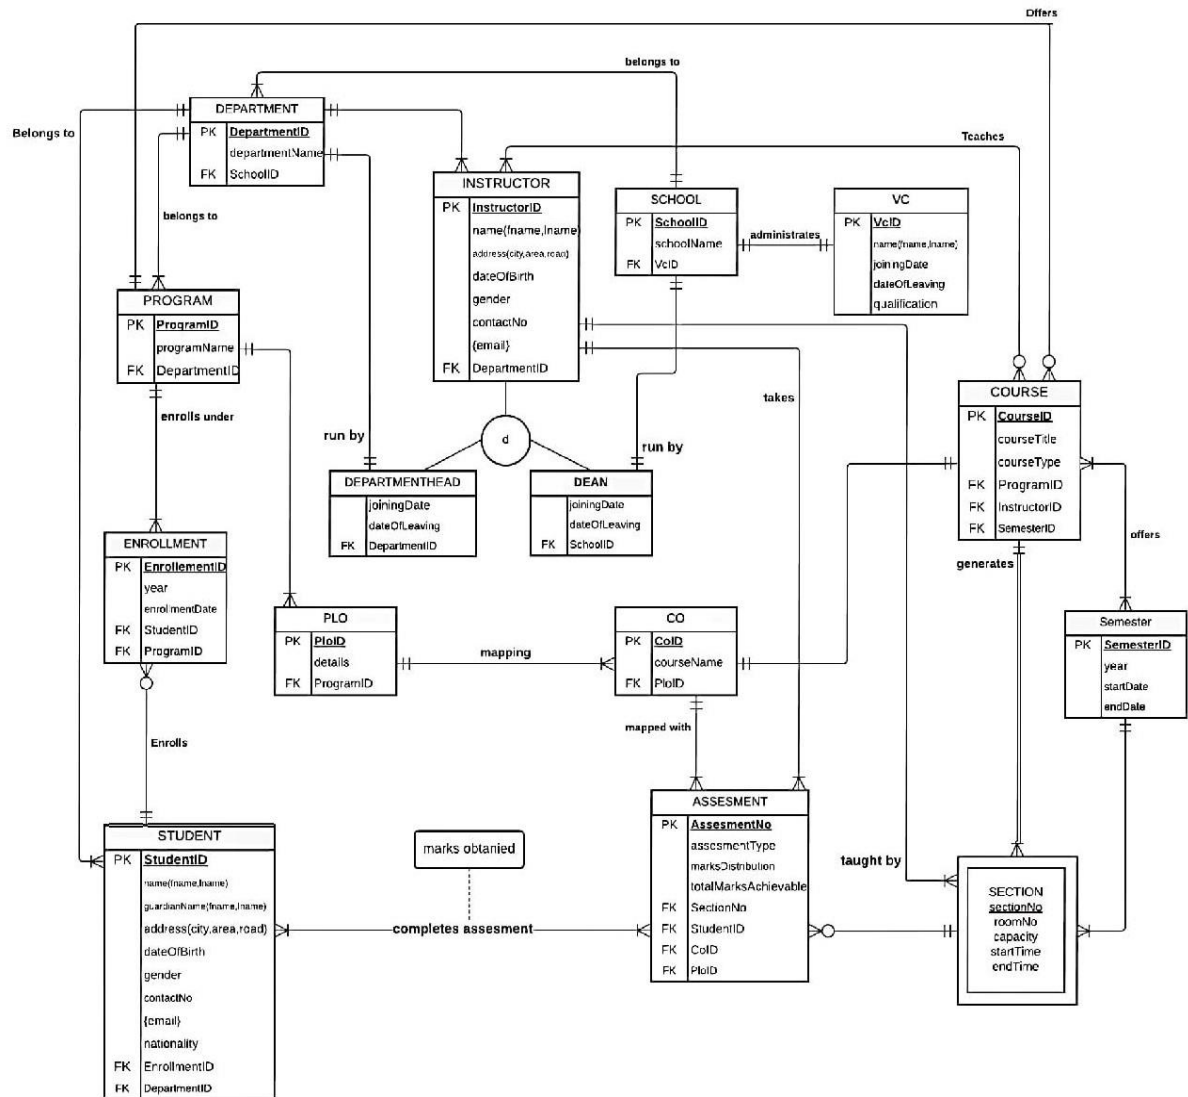 Offers
belongs to
Belongs to
DEPARTMENT
PK DepartmentID
departmentName
FK SchoolID
Teaches
INSTRUCTOR
PK InstructorID
name(fname,lname)
address(city,area,road)
dateOfBirth
gender
contactNo
{email}
FK DepartmentID
SCHOOL
PK SchoolID
schoolName
FK VcID
administrates
VC
PK VcID
name(fname,lname)
joiningDate
dateOfLeaving
qualification
belongs to
PROGRAM
PK ProgramID
programName
FK DepartmentID
enrolls under
takes
COURSE
PK CourseID
courseTitle
courseType
FK ProgramID
FK InstructorID
FK SemesterID
run by
d
run by
DEPARTMENTHEAD
joiningDate
dateOfLeaving
FK DepartmentID
DEAN
joiningDate
dateOfLeaving
FK SchoolID
ENROLLMENT
PK EnrollementID
year
enrollmentDate
FK StudentID
FK ProgramID
generates
offers
PLO
PK PloID
details
FK ProgramID
mapping
CO
PK CoID
courseName
FK PloID
Semester
PK SemesterID
year
startDate
endDate
mapped with
Enrolls
ASSESMENT
PK AssesmentNo
assesmentType
marksDistribution
totalMarksAchievable
FK SectionNo
FK StudentID
FK CoID
FK PloID
STUDENT
PK StudentID
name(fname,lname)
guardianName(fname,lname)
address(city,area,road)
dateOfBirth
gender
contactNo
{email}
nationality
FK EnrollmentID
FK DepartmentID
marks obtanied
completes assesment
taught by
SECTION
sectionNo
roomNo
capacity
startTime
endTime